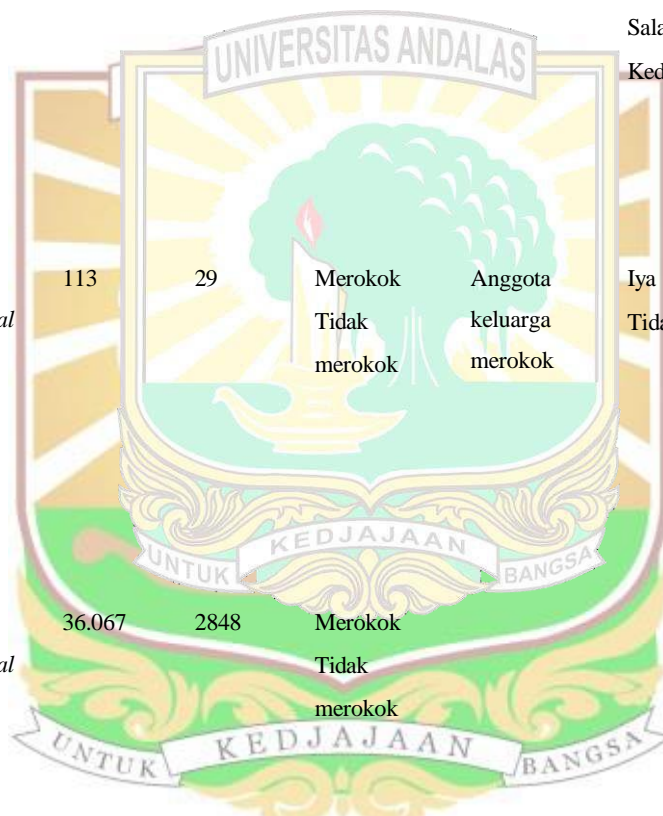 Sala
UNIVERSITAS ANDALAS
Ked
113 29 Merokok Anggota Iya
al Tidak keluarga Tida
merokok merokok
UNTUK KEDJAJAAN BANGSA
36.067 2848 Merokok
al Tidak
merokok
UNTUK KEDJAJAAN BANGSA